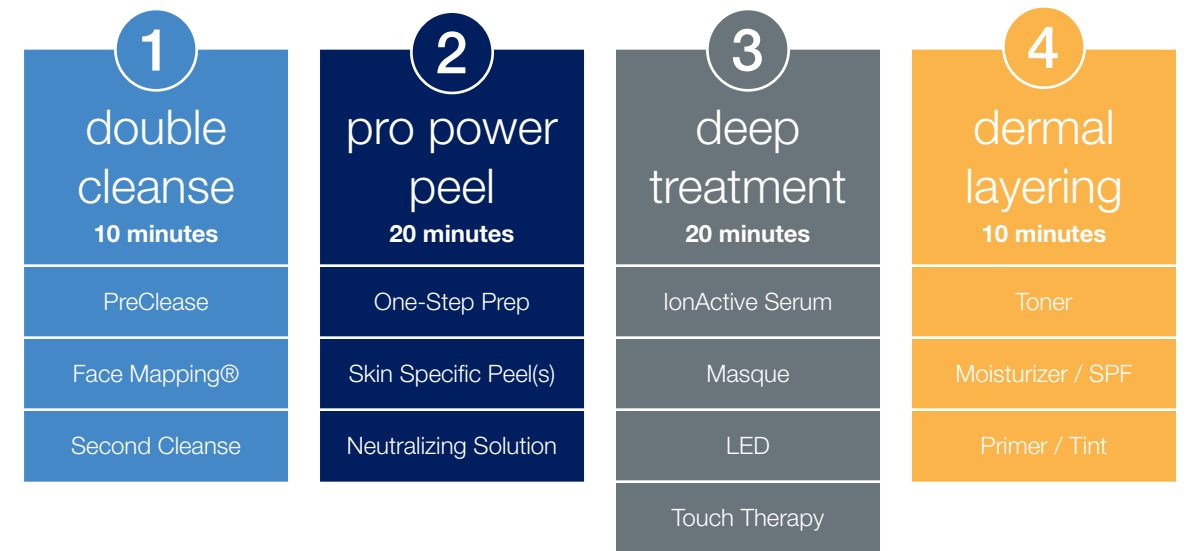 1
double
cleanse
10 minutes
PreClease
Face Mapping®
Second Cleanse
2
pro power
peel
20 minutes
One-Step Prep
Skin Specific Peel(s)
Neutralizing Solution
3
deep
treatment
20 minutes
IonActive Serum
Masque
LED
Touch Therapy
4
dermal
layering
10 minutes
Toner
Moisturizer / SPF
Primer / Tint